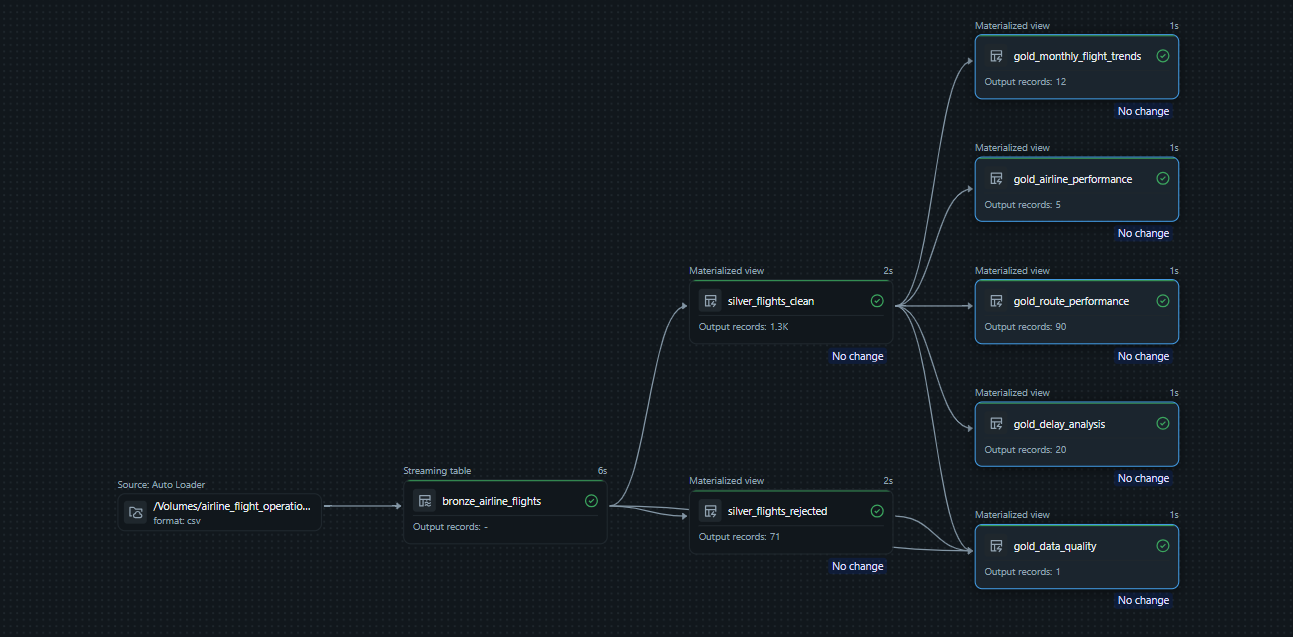 Materialized view 1s
gold_monthly_flight_trends
Output records: 12
No change
Materialized view 1s
gold_airline_performance
Output records: 5
No change
Materialized view 2s
silver_flights_clean
Output records: 1.3K
No change
Materialized view 1s
gold_route_performance
Output records: 90
No change
Materialized view 1s
gold_delay_analysis
Output records: 20
No change
Source: Auto Loader
/Volumes/airline_flight_operatio...
format: csv
Streaming table 6s
bronze_airline_flights
Output records: -
Materialized view 2s
silver_flights_rejected
Output records: 71
No change
Materialized view 1s
gold_data_quality
Output records: 1
No change